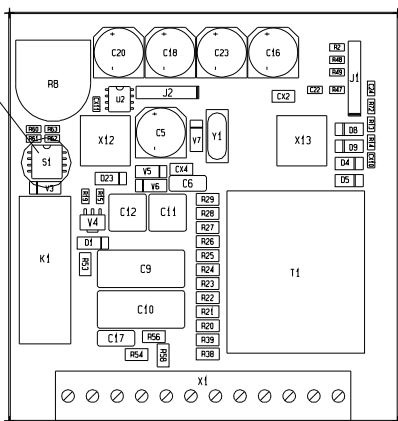 R8
C20
C18
C23
C16
R2
R48
R49
R47
J1
U2
J2
CX2
C22
R60
R63
R61
R62
S1
V3
X12
C5
V7
Y1
X13
D8
D9
D4
D5
D23
V5
V6
CX4
C6
V4
C12
C11
D1
R53
K1
C9
C10
C17
R56
R54
R58
R29
R28
R27
R26
R25
R24
R23
R22
R21
R20
R39
R38
T1
X1